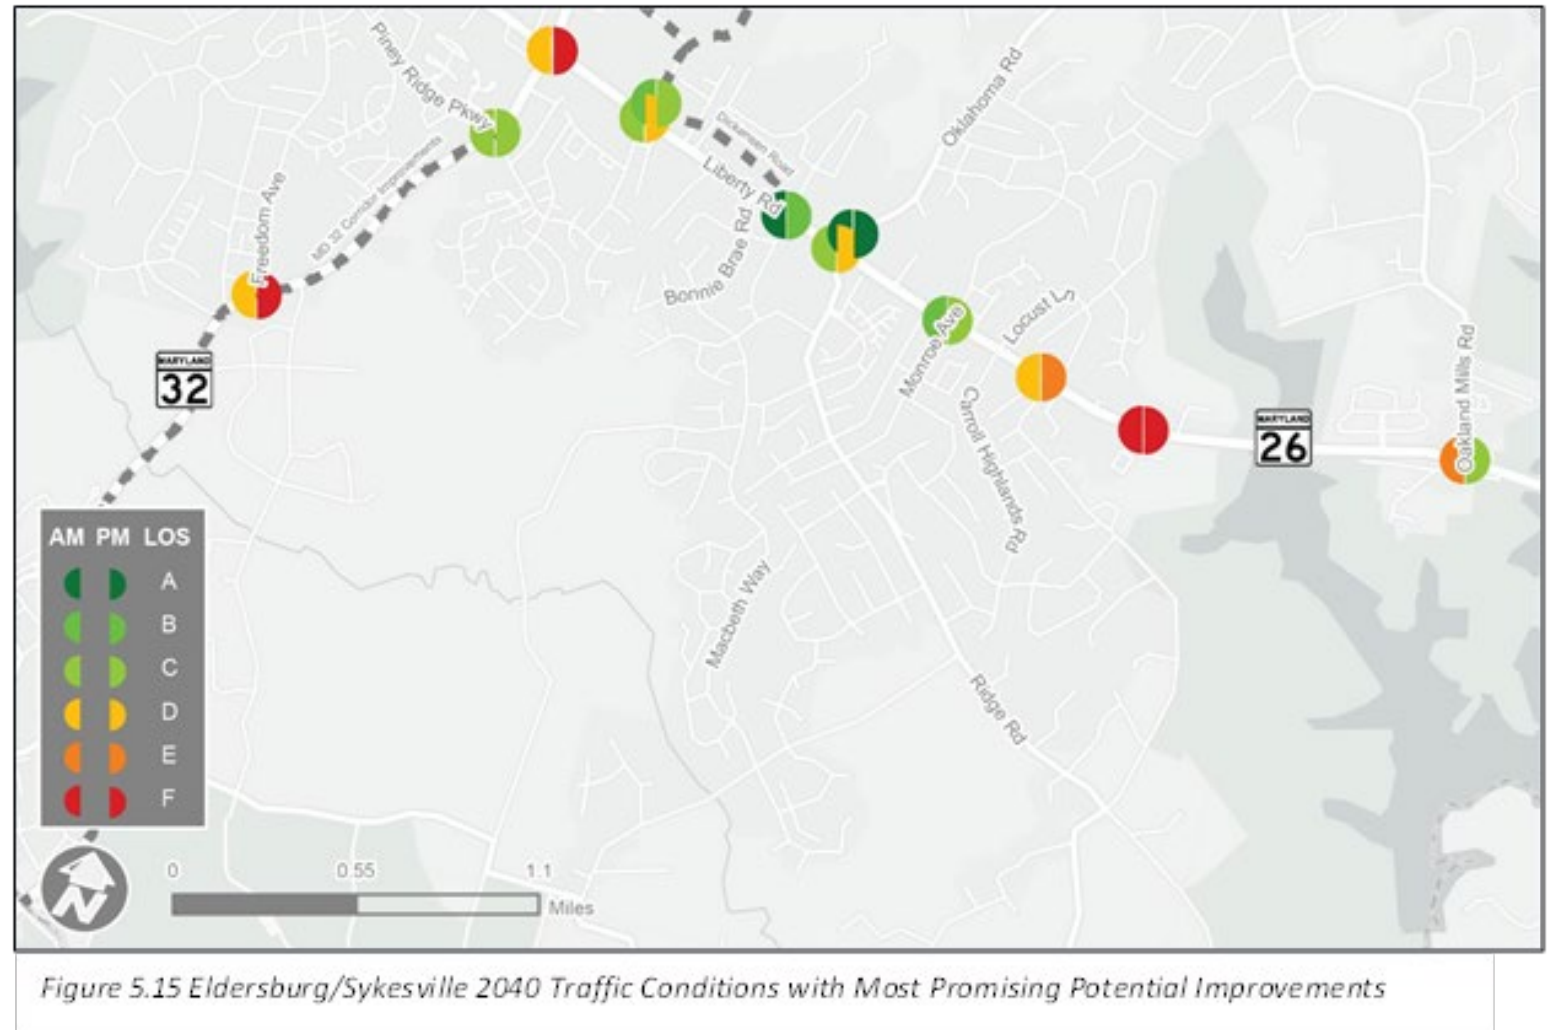 Piney Ridge Pkwy
Oklahoma Rd
Dickenson Road
Liberty Rd
MD 32 Corridor Improvements
Freedom Ave
Bonnie Brae Rd
Locust Ln
Monroe Ave
MARYLAND
32
Carroll Highlands Rd
MARYLAND
26
Oakland Mills Rd
AM PM LOS
A
B
C
D
E
F
Macbeth Way
Ridge Rd
N
0 0.55 1.1
Miles
Figure 5.15 Eldersburg/Sykesville 2040 Traffic Conditions with Most Promising Potential Improvements